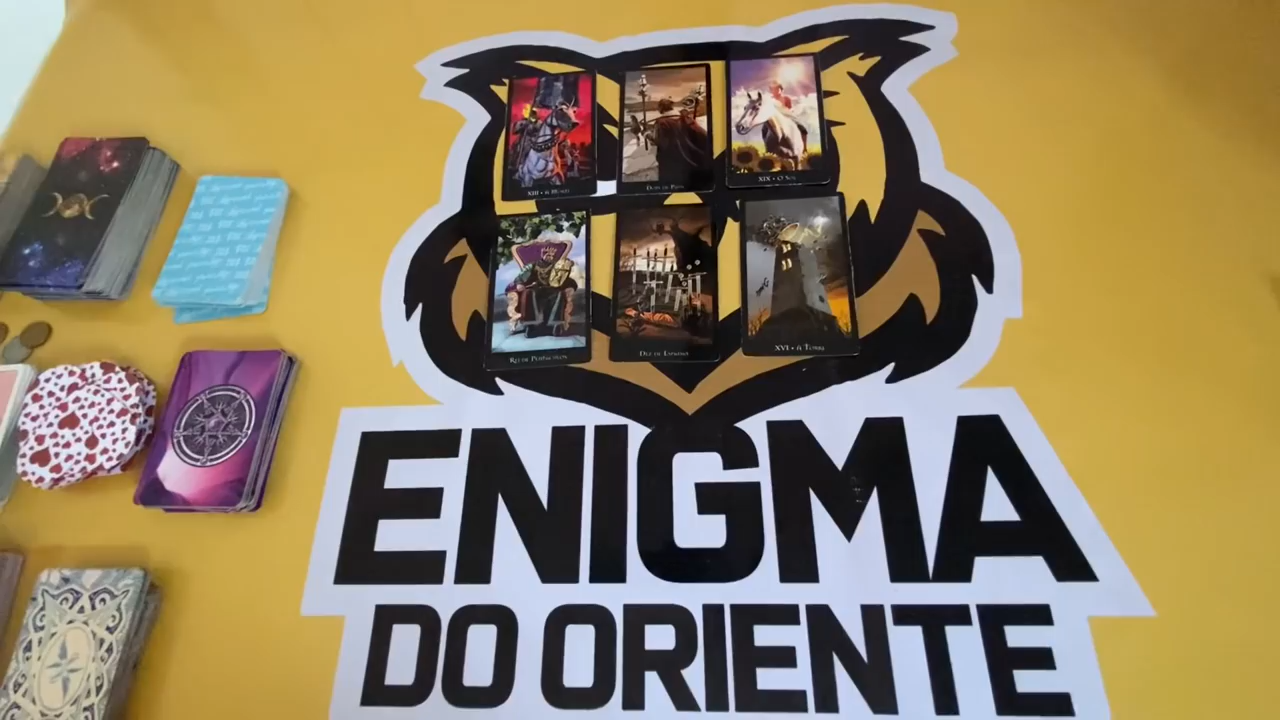 XIII • A MORTE
DOIS DE PAUS
XIX • O SOL
REI DE PENTÁCULOS
DEZ DE ESPADAS
XVI • A TORRE
ENIGMA
DO ORIENTE